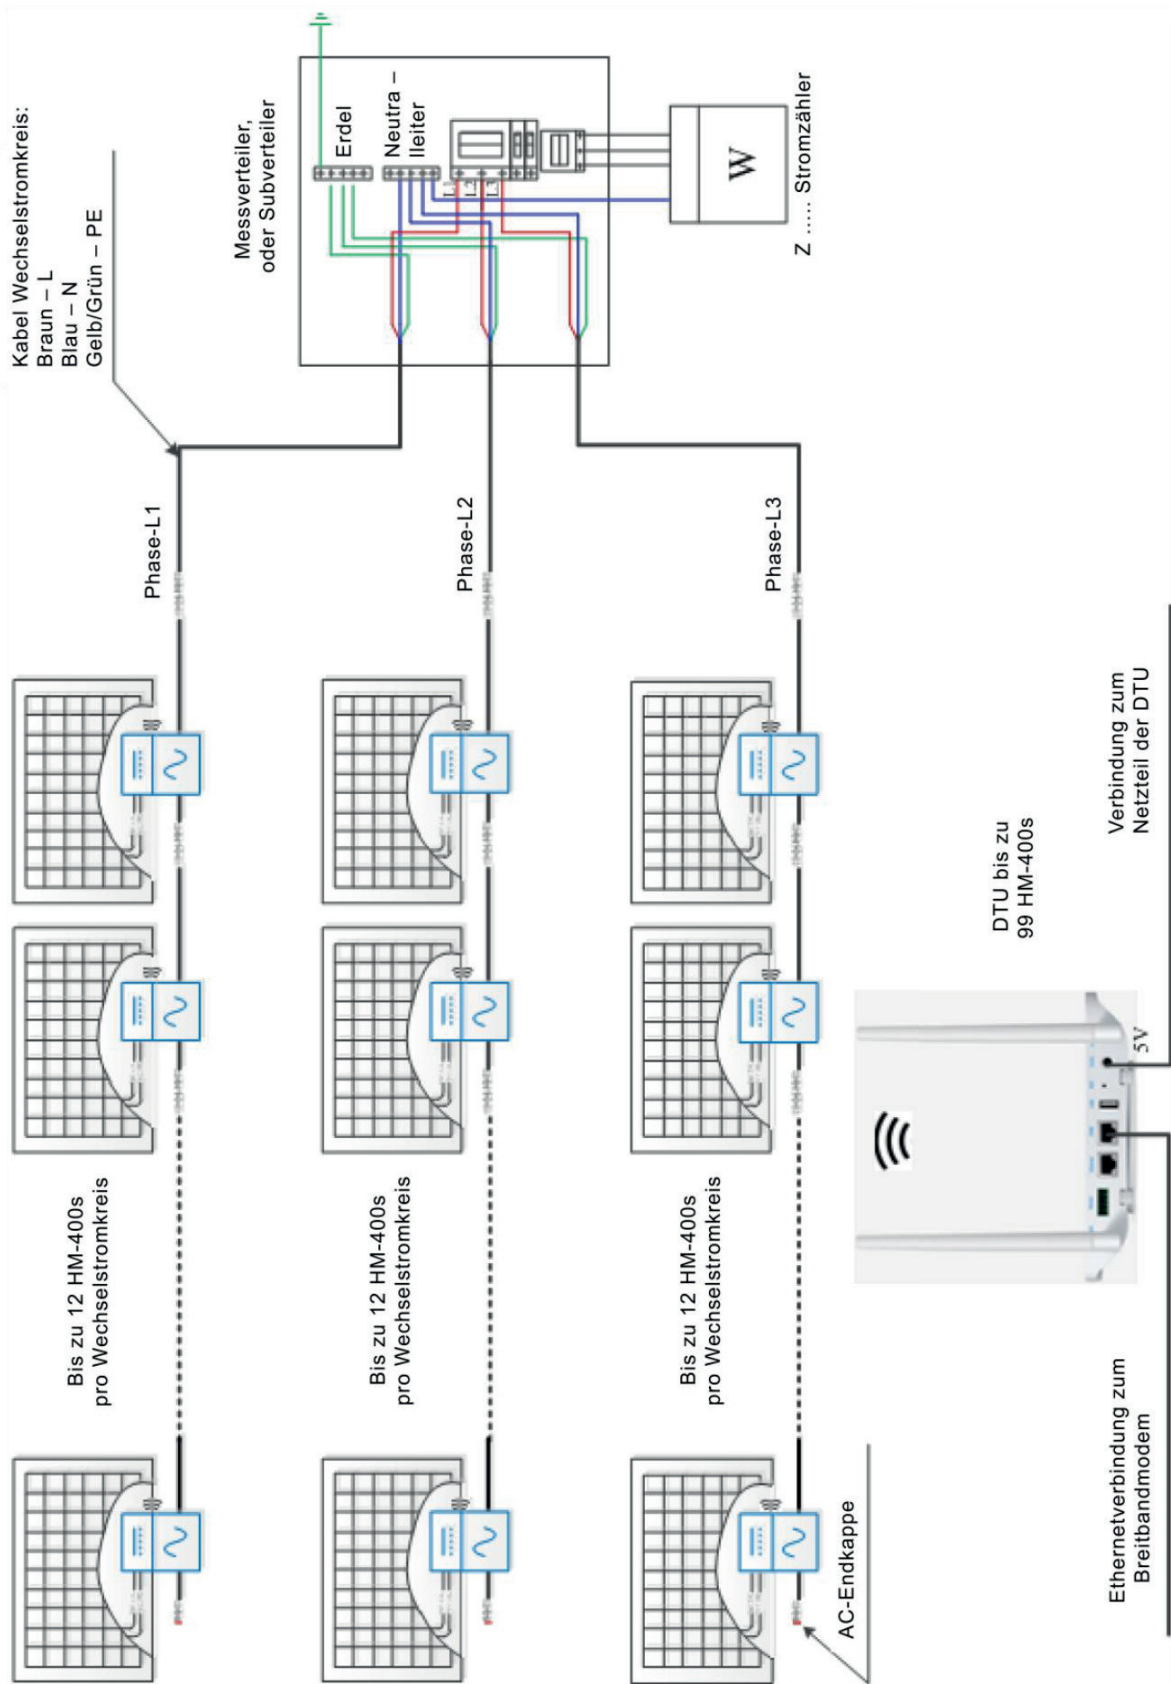 Kabel Wechselstromkreis:
Braun – L
Blau – N
Gelb/Grün – PE
Messverteiler,
oder Subverteiler
Erdel
Neutra –
lleiter
L1
L2
L3
W
Z ..... Stromzähler
Phase-L1
Phase-L2
Phase-L3
Bis zu 12 HM-400s
pro Wechselstromkreis
Bis zu 12 HM-400s
pro Wechselstromkreis
Bis zu 12 HM-400s
pro Wechselstromkreis
AC-Endkappe
DTU bis zu
99 HM-400s
5V
Verbindung zum
Netzteil der DTU
Ethernetverbindung zum
Breitbandmodem